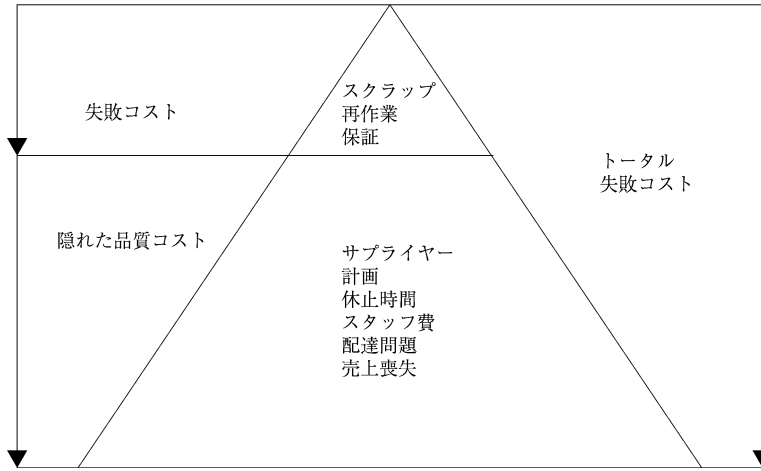 失敗コスト
スクラップ
再作業
保証
トータル
失敗コスト
隠れた品質コスト
サプライヤー
計画
休止時間
スタッフ費
配達問題
売上喪失